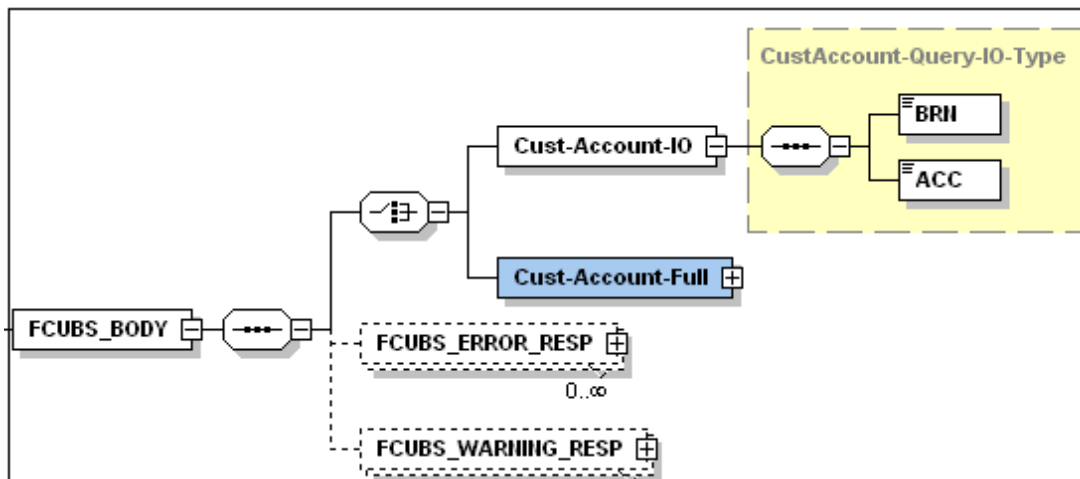 CustAccount-Query-IO-Type
BRN
Cust-Account-IO
ACC
Cust-Account-Full
FCUBS_BODY
FCUBS_ERROR_RESP
0..∞
FCUBS_WARNING_RESP